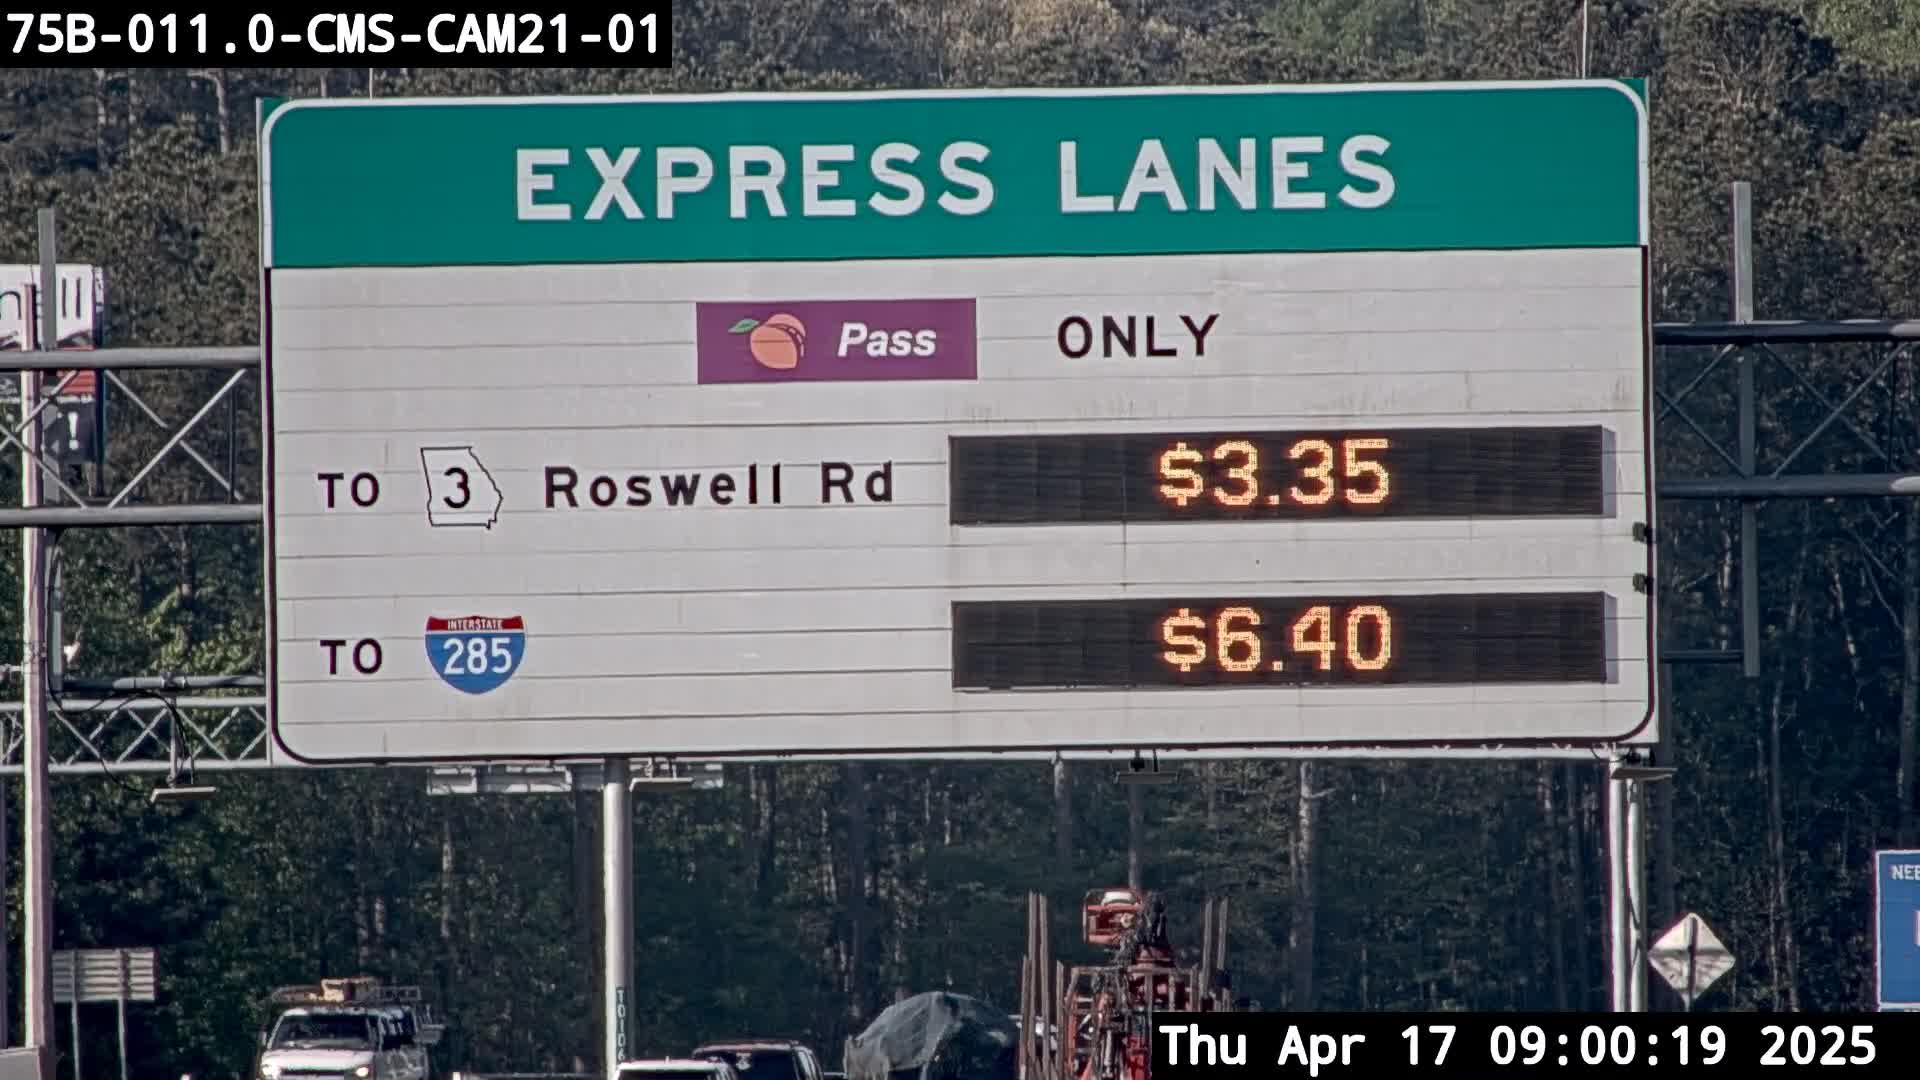 75B-011.0-CMS-CAM21-01
EXPRESS LANES
Pass ONLY
TO 3 Roswell Rd $3.35
TO INTERSTATE 285 $6.40
!
Thu Apr 17 09:00:19 2025